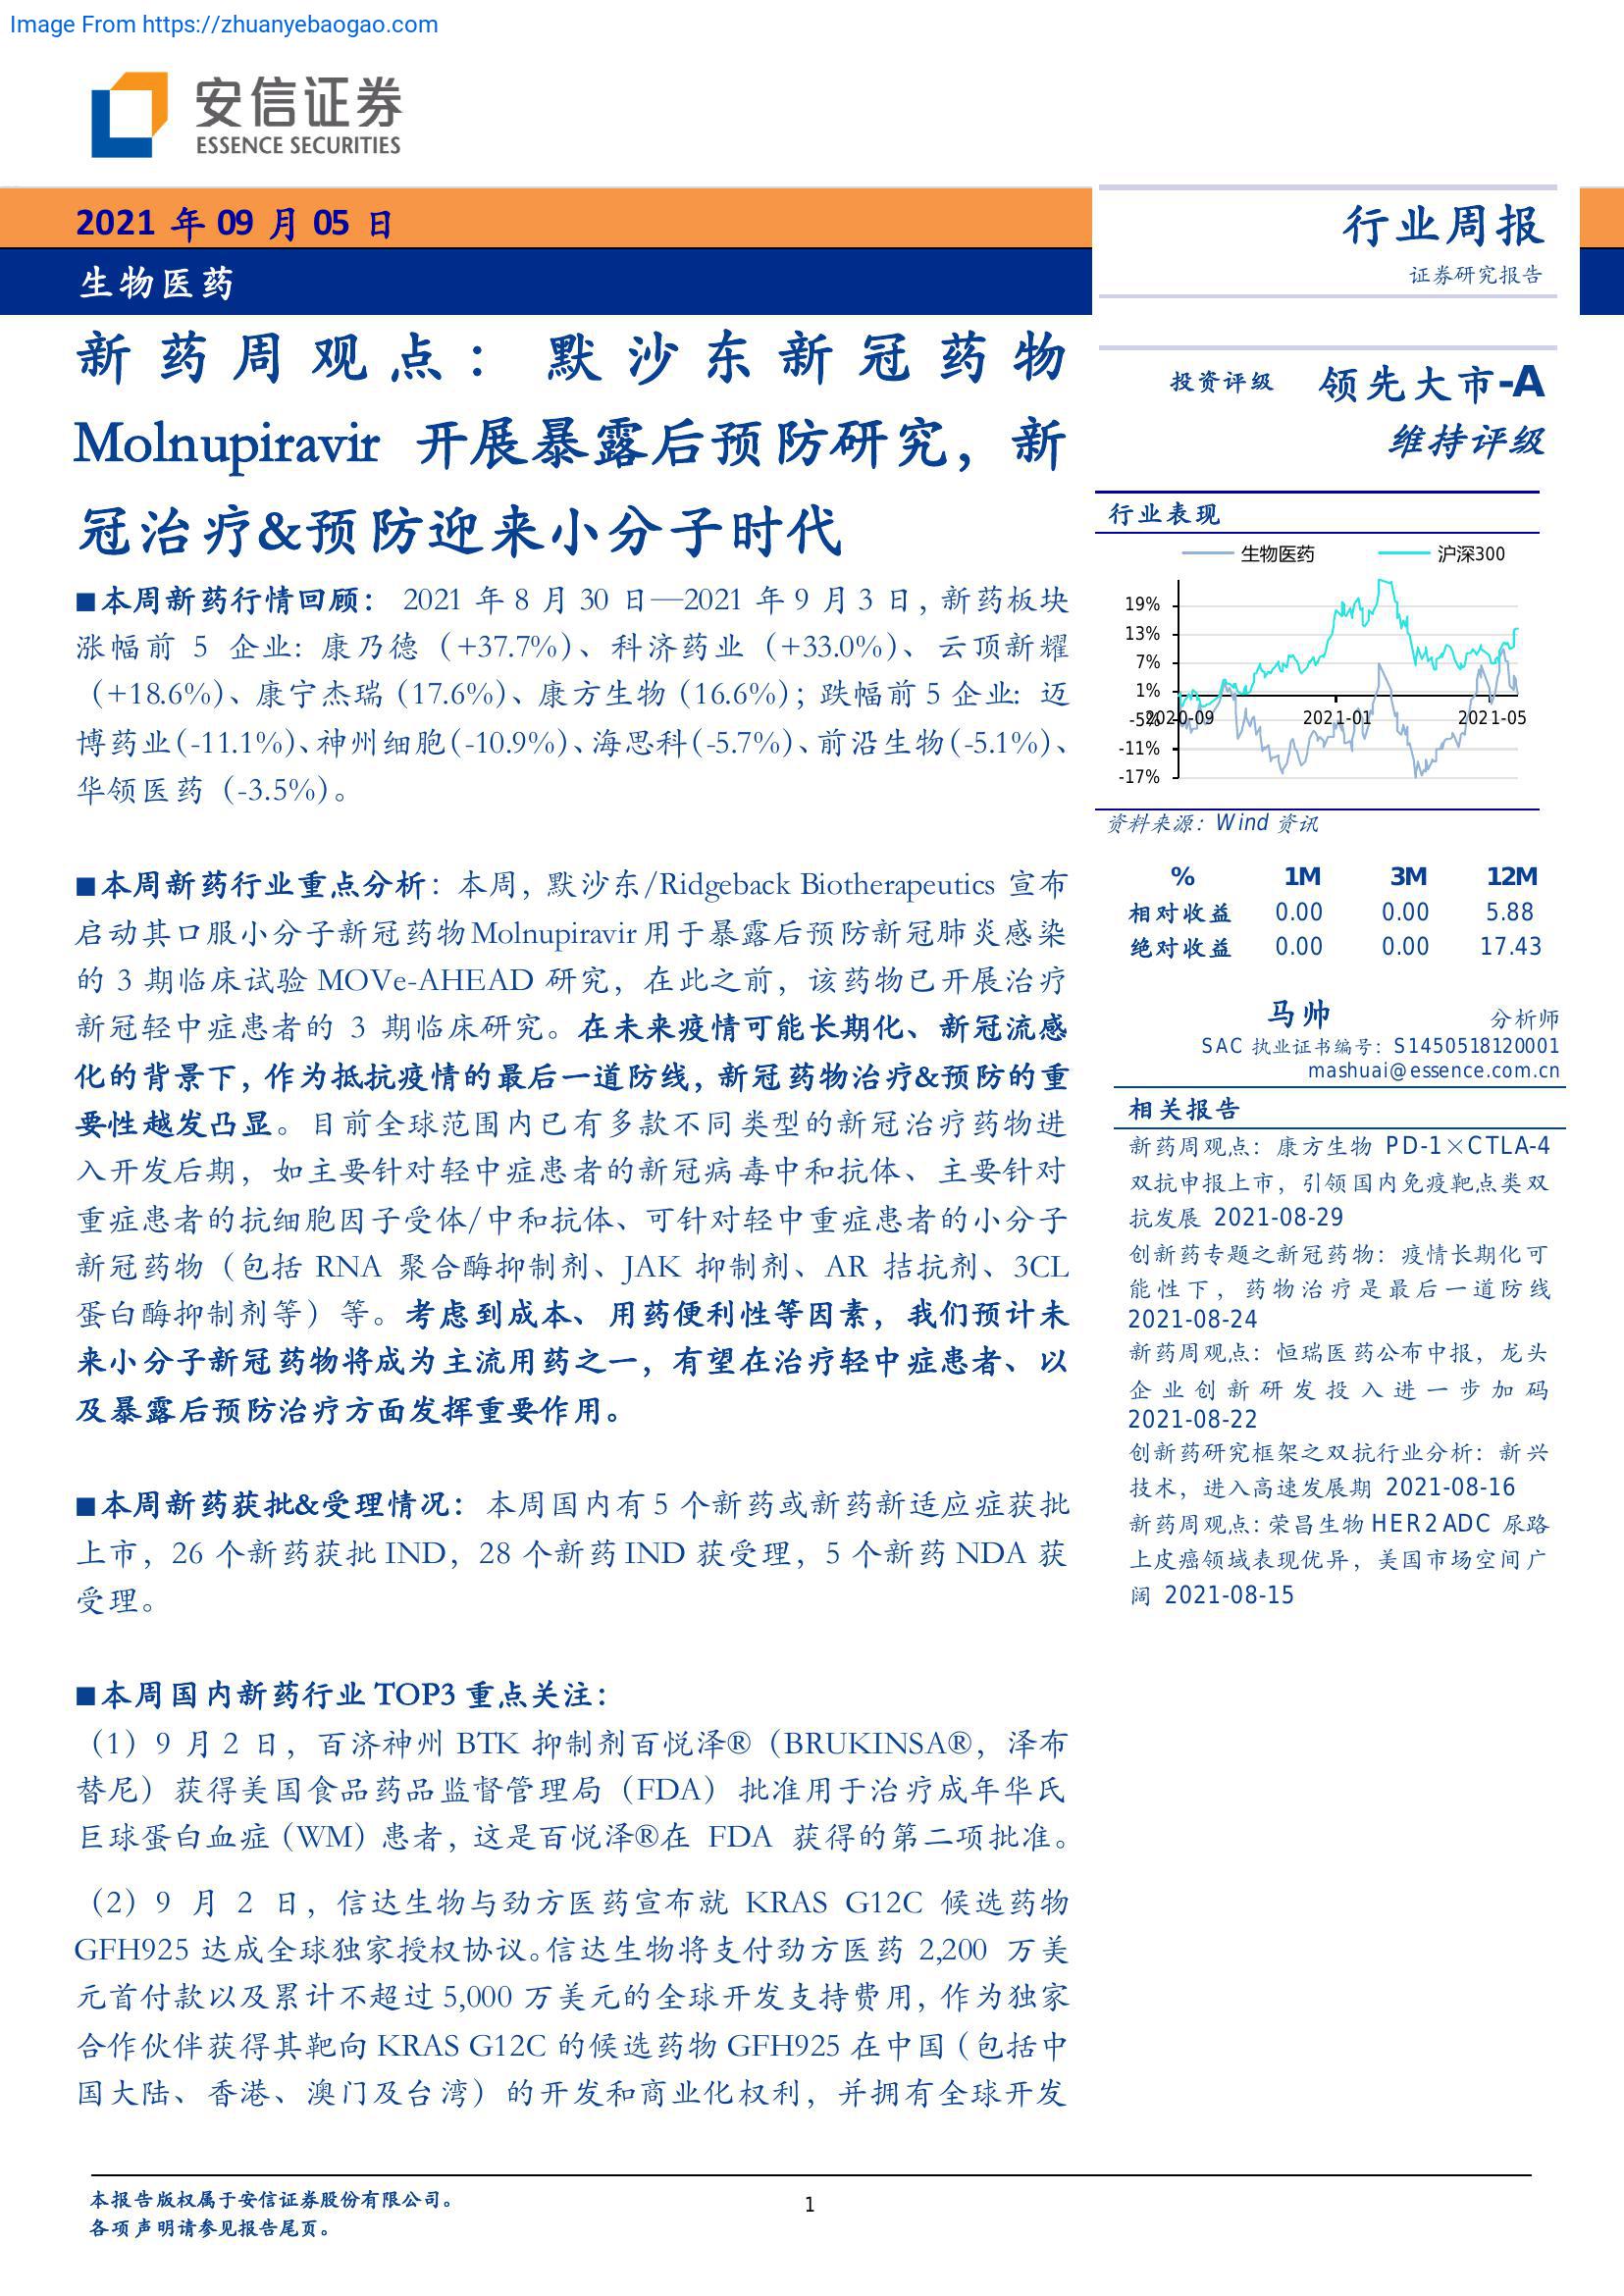 Image From https://zhuanyebaogao.com
安信证券
ESSENCE SECURITIES
2021 年 09 月 05 日
生物医药
新药周观点：默沙东新冠药物
Molnupiravir 开展暴露后预防研究，新
冠治疗&预防迎来小分子时代
■本周新药行情回顾： 2021 年 8 月 30 日—2021 年 9 月 3 日，新药板块
涨幅前 5 企业：康乃德（+37.7%）、科济药业（+33.0%）、云顶新耀
（+18.6%）、康宁杰瑞（17.6%）、康方生物（16.6%）；跌幅前 5 企业：迈
博药业（-11.1%）、神州细胞（-10.9%）、海思科（-5.7%）、前沿生物（-5.1%）、
华领医药（-3.5%）。
■本周新药行业重点分析：本周，默沙东/Ridgeback Biotherapeutics 宣布
启动其口服小分子新冠药物 Molnupiravir 用于暴露后预防新冠肺炎感染
的 3 期临床试验 MOVe-AHEAD 研究，在此之前，该药物已开展治疗
新冠轻中症患者的 3 期临床研究。在未来疫情可能长期化、新冠流感
化的背景下，作为抵抗疫情的最后一道防线，新冠药物治疗&预防的重
要性越发凸显。目前全球范围内已有多款不同类型的新冠治疗药物进
入开发后期，如主要针对轻中症患者的新冠病毒中和抗体、主要针对
重症患者的抗细胞因子受体/中和抗体、可针对轻中重症患者的小分子
新冠药物（包括 RNA 聚合酶抑制剂、JAK 抑制剂、AR 拮抗剂、3CL
蛋白酶抑制剂等）等。考虑到成本、用药便利性等因素，我们预计未
来小分子新冠药物将成为主流用药之一，有望在治疗轻中症患者、以
及暴露后预防治疗方面发挥重要作用。
■本周新药获批&受理情况：本周国内有 5 个新药或新药新适应症获批
上市，26 个新药获批 IND，28 个新药 IND 获受理，5 个新药 NDA 获
受理。
■本周国内新药行业 TOP3 重点关注：
（1）9 月 2 日，百济神州 BTK 抑制剂百悦泽®（BRUKINSA®，泽布
替尼）获得美国食品药品监督管理局（FDA）批准用于治疗成年华氏
巨球蛋白血症（WM）患者，这是百悦泽®在 FDA 获得的第二项批准。
（2）9 月 2 日，信达生物与劲方医药宣布就 KRAS G12C 候选药物
GFH925 达成全球独家授权协议。信达生物将支付劲方医药 2,200 万美
元首付款以及累计不超过 5,000 万美元的全球开发支持费用，作为独家
合作伙伴获得其靶向 KRAS G12C 的候选药物 GFH925 在中国（包括中
国大陆、香港、澳门及台湾）的开发和商业化权利，并拥有全球开发
行业周报
证券研究报告
投资评级 领先大市-A
维持评级
行业表现
生物医药 沪深300
19%
13%
7%
1%
-5%
-11%
-17%
2020-09 2021-01 2021-05
资料来源：Wind 资讯
% 1M 3M 12M
相对收益 0.00 0.00 5.88
绝对收益 0.00 0.00 17.43
马帅 分析师
SAC 执业证书编号：S1450518120001
mashuai@essence.com.cn
相关报告
新药周观点：康方生物 PD-1×CTLA-4
双抗申报上市，引领国内免疫靶点类双
抗发展 2021-08-29
创新药专题之新冠药物：疫情长期化可
能性下，药物治疗是最后一道防线
2021-08-24
新药周观点：恒瑞医药公布中报，龙头
企业创新研发投入进一步加码
2021-08-22
创新药研究框架之双抗行业分析：新兴
技术，进入高速发展期 2021-08-16
新药周观点：荣昌生物 HER2 ADC 尿路
上皮癌领域表现优异，美国市场空间广
阔 2021-08-15
本报告版权属于安信证券股份有限公司。
各项声明请参见报告尾页。
1